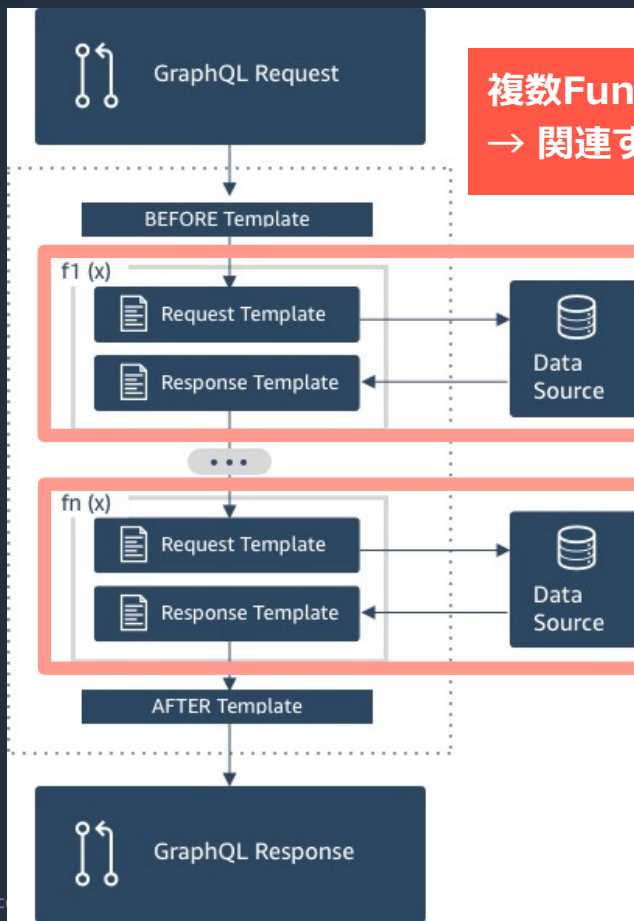 GraphQL Request
複数Fun
→ 関連す
BEFORE Template
f1 (x)
Request Template
Response Template
Data
Source
•••
fn (x)
Request Template
Response Template
Data
Source
AFTER Template
GraphQL Response